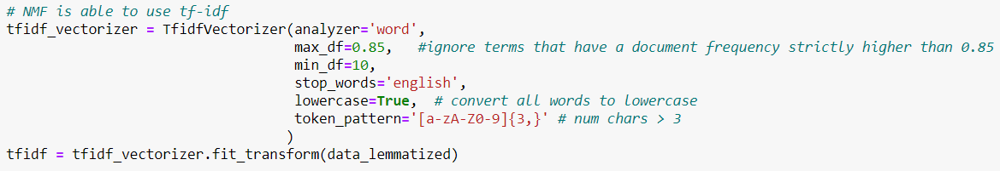 # NMF is able to use tf-idf
tfidf_vectorizer = TfidfVectorizer(analyzer='word',
max_df=0.85,   #ignore terms that have a document frequency strictly higher than 0.85
min_df=10,
stop_words='english',
lowercase=True,  # convert all words to lowercase
token_pattern='[a-zA-Z0-9]{3,}' # num chars > 3
)
tfidf = tfidf_vectorizer.fit_transform(data_lemmatized)